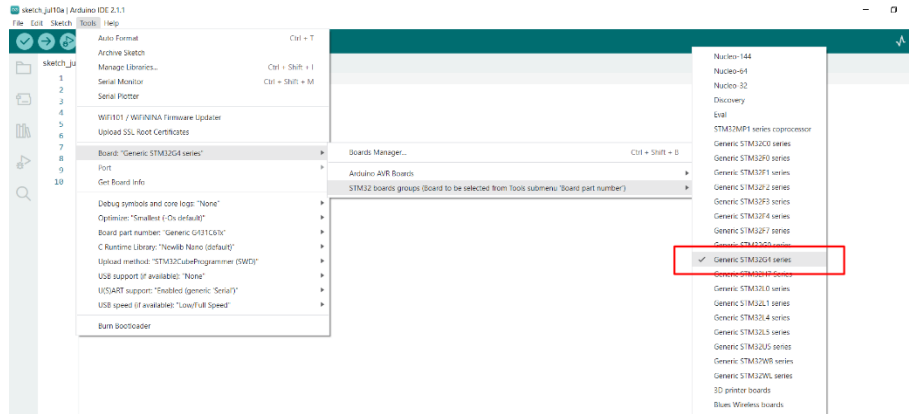 sketch_jul10a | Arduino IDE 2.1.1
File Edit Sketch Tools Help
sketch_ju
1
2
3
4
5
6
7
8
9
10
Auto Format Ctrl + T
Archive Sketch
Manage Libraries... Ctrl + Shift + I
Serial Monitor Ctrl + Shift + M
Serial Plotter
WiFi101 / WiFiNINA Firmware Updater
Upload SSL Root Certificates
Board: "Generic STM32G4 series"
Port
Get Board Info
Debug symbols and core logs: "None"
Optimize: "Smallest (-Os default)"
Board part number: "Generic G431C6Tx"
C Runtime Library: "Newlib Nano (default)"
Upload method: "STM32CubeProgrammer (SWD)"
USB support (if available): "None"
U(S)ART support: "Enabled (generic 'Serial')"
USB speed (if available): "Low/Full Speed"
Burn Bootloader
Boards Manager... Ctrl + Shift + B
Arduino AVR Boards
STM32 boards groups (Board to be selected from Tools submenu 'Board part number')
Nucleo-144
Nucleo-64
Nucleo-32
Discovery
Eval
STM32MP1 series coprocessor
Generic STM32C0 series
Generic STM32F0 series
Generic STM32F1 series
Generic STM32F2 series
Generic STM32F3 series
Generic STM32F4 series
Generic STM32F7 series
Generic STM32G0 series
Generic STM32G4 series
Generic STM32H7 Series
Generic STM32L0 series
Generic STM32L1 series
Generic STM32L4 series
Generic STM32L5 series
Generic STM32U5 series
Generic STM32WB series
Generic STM32WL series
3D printer boards
Blues Wireless boards